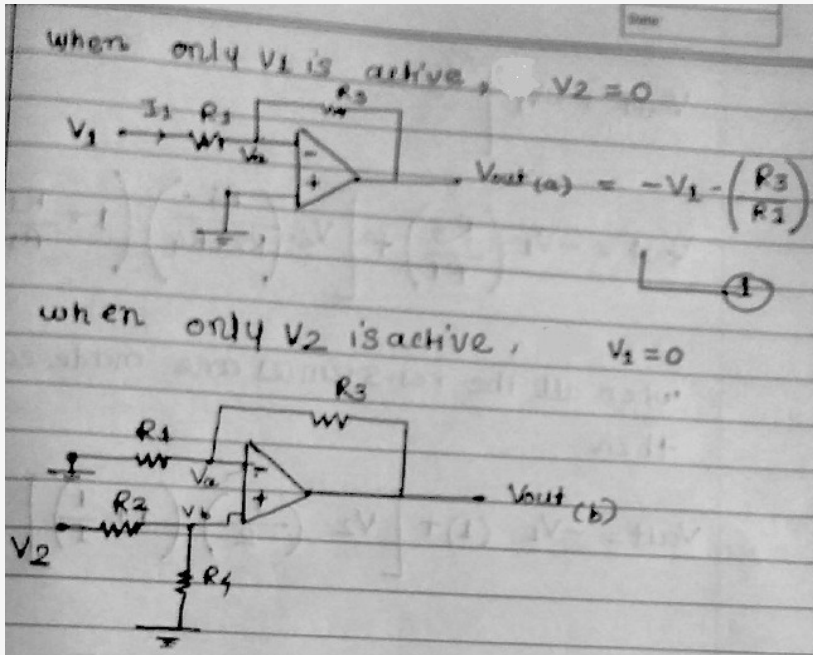 when only V1 is active, V2 = 0
I1 R1 R3
V1 Va - +
Vout (a) = -V1 - (R3/R1)
1
when only V2 is active, V1 = 0
R3
R1
Va - +
R2 Vb
Vout (b)
V2
R4